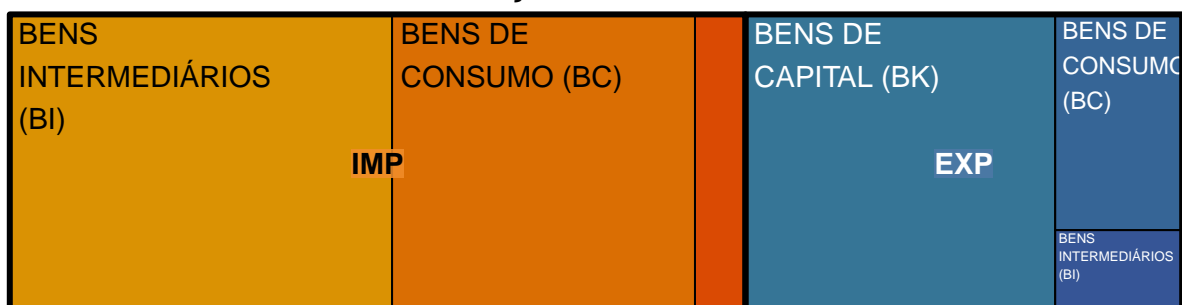 BENS
INTERMEDIÁRIOS
(BI)
BENS DE
CONSUMO (BC)
IMP
BENS DE
CAPITAL (BK)
EXP
BENS DE
CONSUMO
(BC)
BENS
INTERMEDIÁRIOS
(BI)